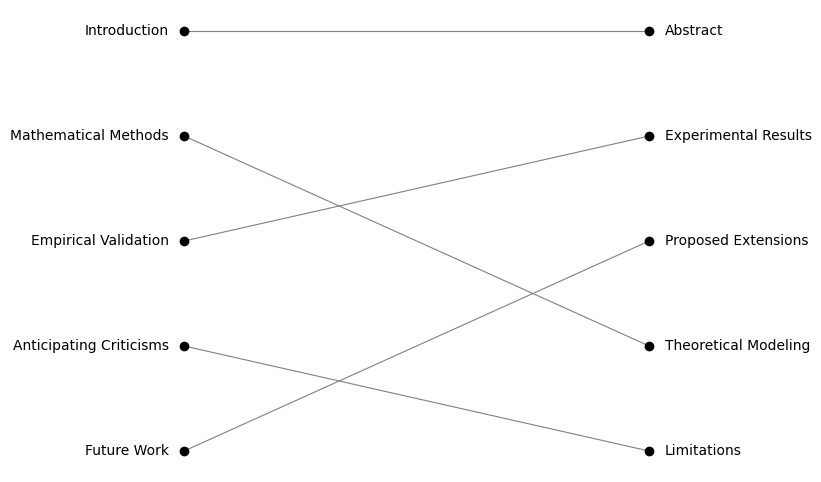 Introduction
Abstract
Mathematical Methods
Experimental Results
Empirical Validation
Proposed Extensions
Anticipating Criticisms
Theoretical Modeling
Future Work
Limitations